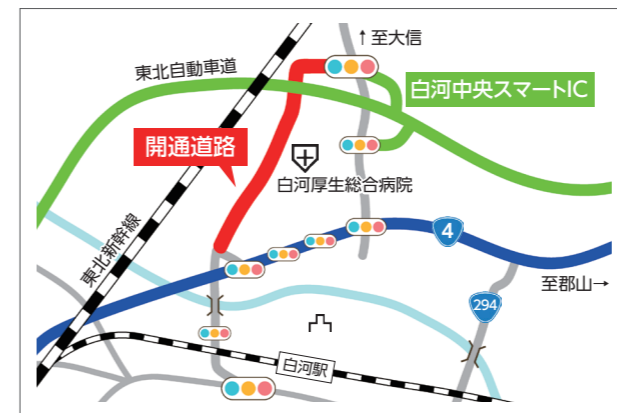 ↑至大信
東北自動車道
白河中央スマートIC
開通道路
白河厚生総合病院
4
東北新幹線
至郡山→
294
白河駅